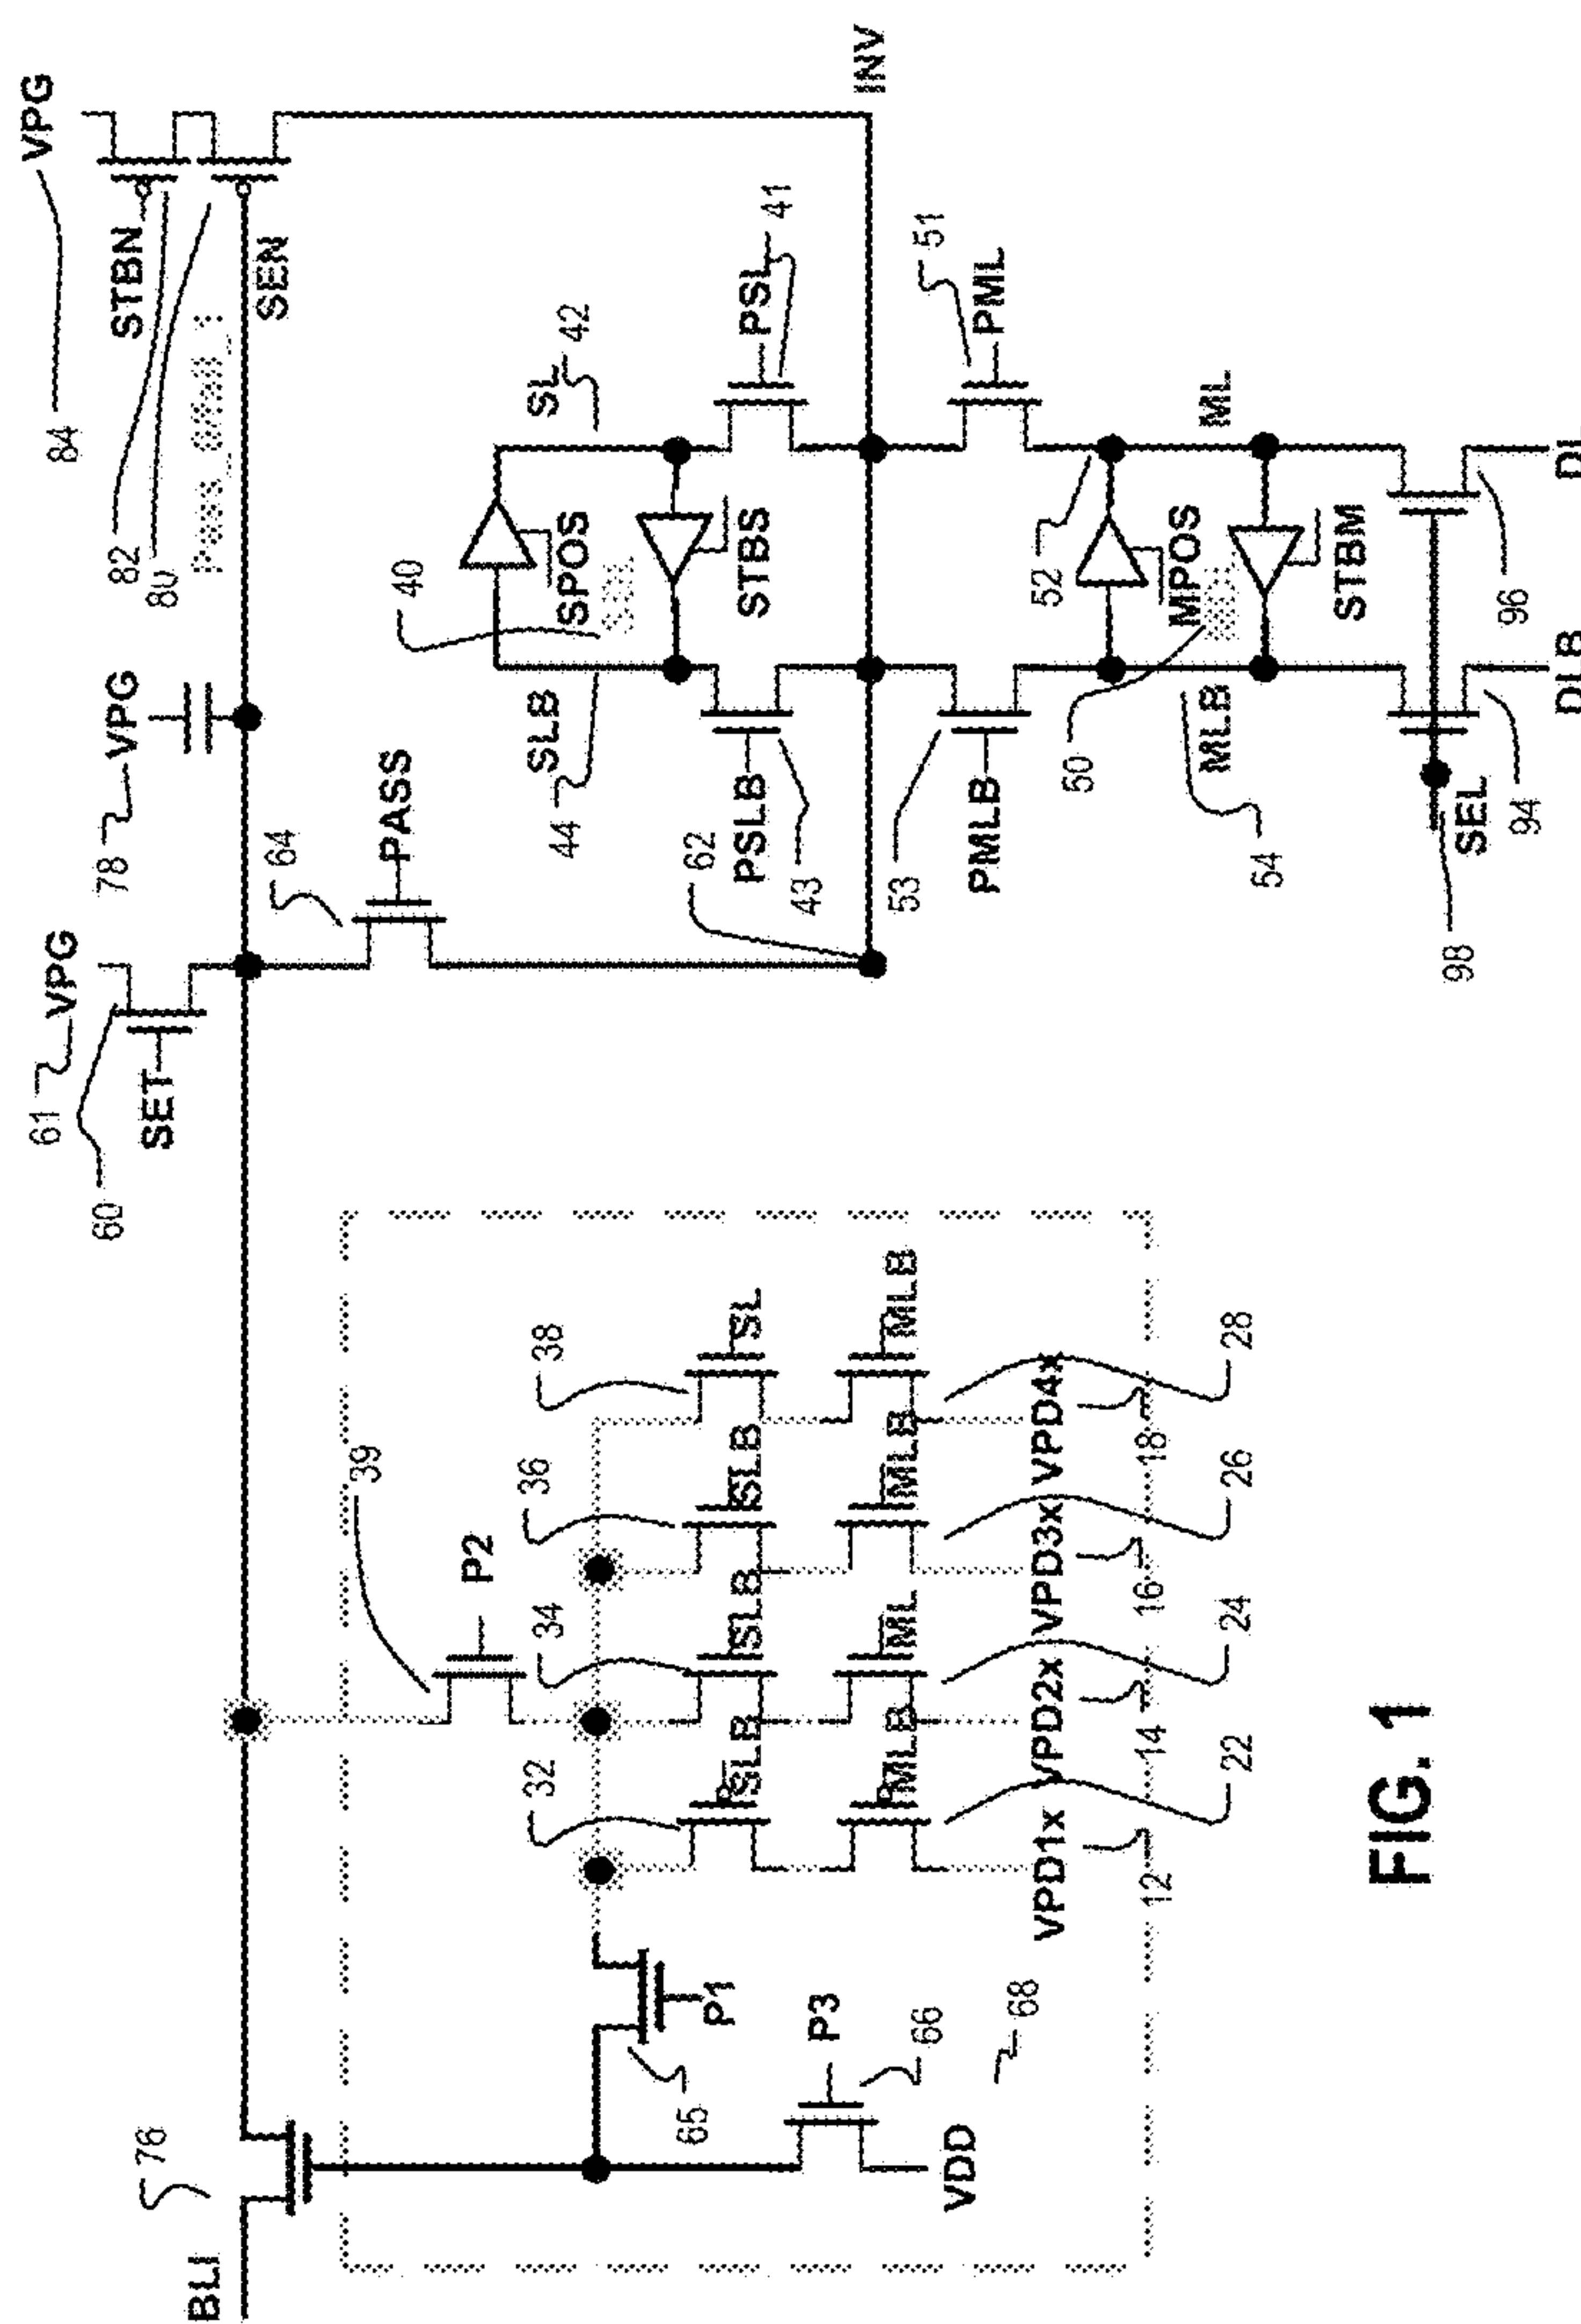 BLI
76
VDD
P3
66
68
65
P1
39
P2
32
34
36
38
SLB
SLB
SLB
SL
MLB
ML
MLB
MLB
VPD1x
VPD2x
VPD3x
VPD4x
12
14
16
18
22
24
26
28
61
VPG
60
SET
78
VPG
64
PASS
84
VPG
STBN
82
80
SEN
INV
40
SL
42
SPOS
STBS
SLB
44
PSL
41
PSLB
43
62
51
PML
53
PMLB
52
MPOS
ML
50
STBM
MLB
54
SEL
98
94
96
DLB
DL
FIG. 1